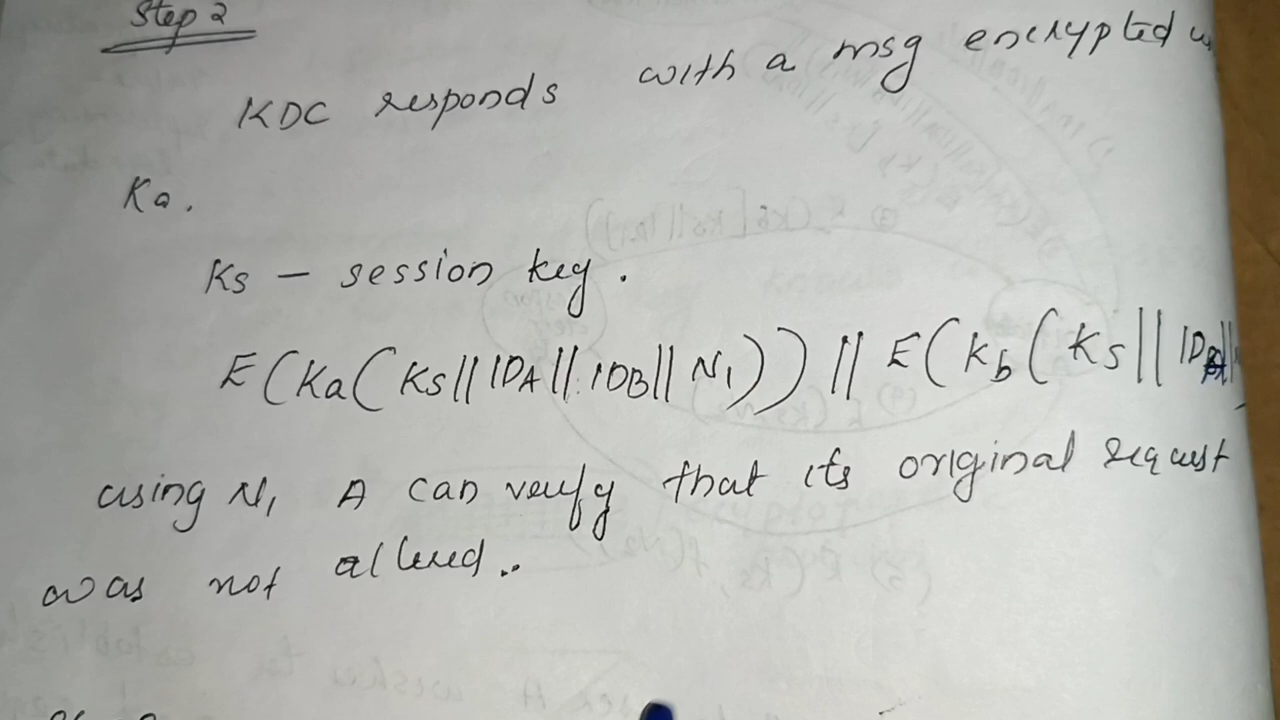 Step 2
KDC responds with a msg encrypted
Ka.
Ks - session key.
E(Ka(Ks||IDA||IDB||N1))||E(Kb(Ks||IDA||
using N1 A can verify that its original request
was not altered..